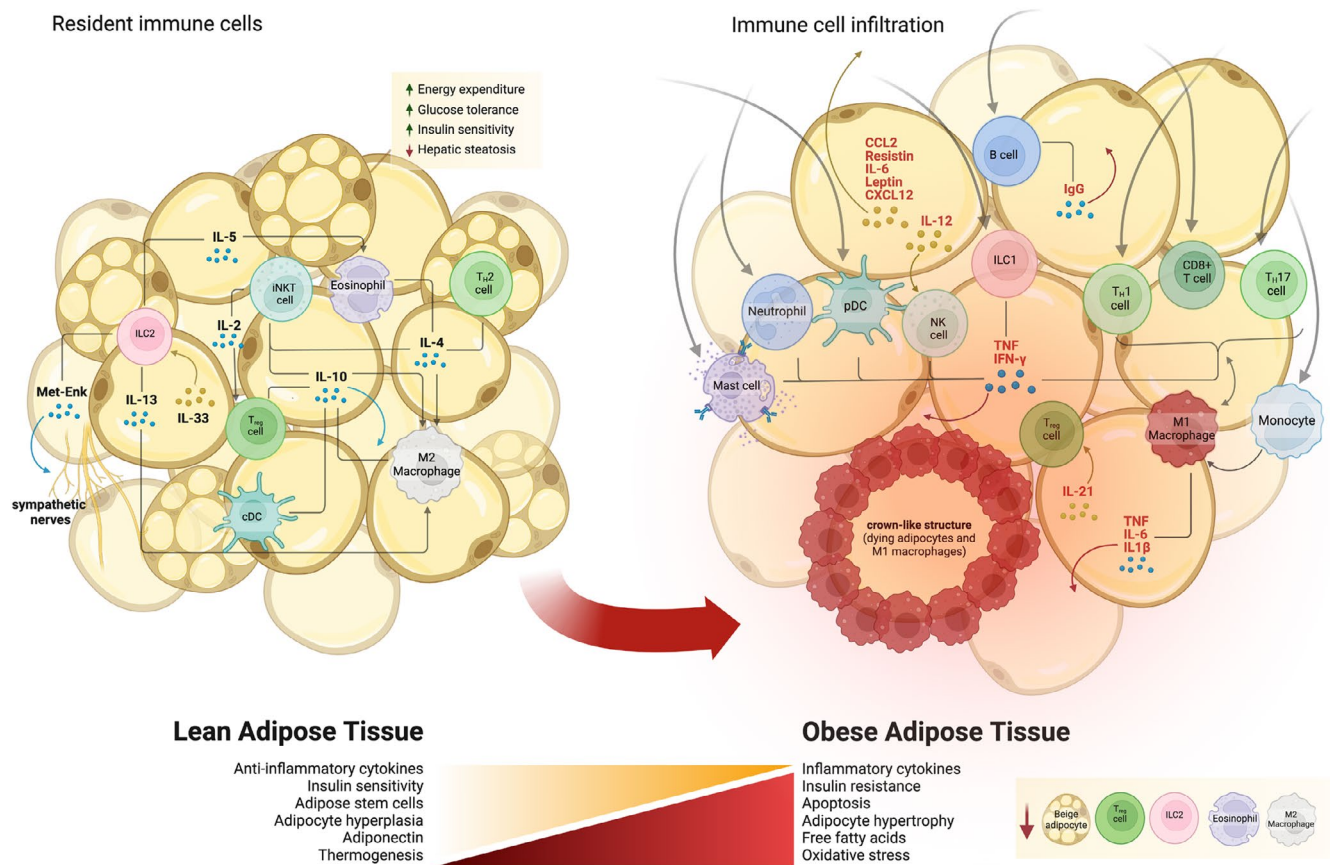 Resident immune cells
Energy expenditure
Glucose tolerance
Insulin sensitivity
Hepatic steatosis
IL-5
iNKT
cell
Eosinophil
TH2
cell
ILC2
IL-2
IL-4
Met-Enk
IL-13
IL-33
IL-10
Treg
cell
M2
Macrophage
sympathetic
nerves
cDC
Immune cell infiltration
CCL2
Resistin
IL-6
Leptin
CXCL12
IL-12
B cell
IgG
ILC1
Neutrophil
pDC
NK
cell
TH1
cell
CD8+
T cell
TH17
cell
Mast cell
TNF
IFN-γ
Treg
cell
M1
Macrophage
Monocyte
IL-21
crown-like structure
(dying adipocytes and
M1 macrophages)
TNF
IL-6
IL1β
Lean Adipose Tissue
Anti-inflammatory cytokines
Insulin sensitivity
Adipose stem cells
Adipocyte hyperplasia
Adiponectin
Thermogenesis
Obese Adipose Tissue
Inflammatory cytokines
Insulin resistance
Apoptosis
Adipocyte hypertrophy
Free fatty acids
Oxidative stress
Beige
adipocyte
Treg
cell
ILC2
Eosinophil
M2
Macrophage